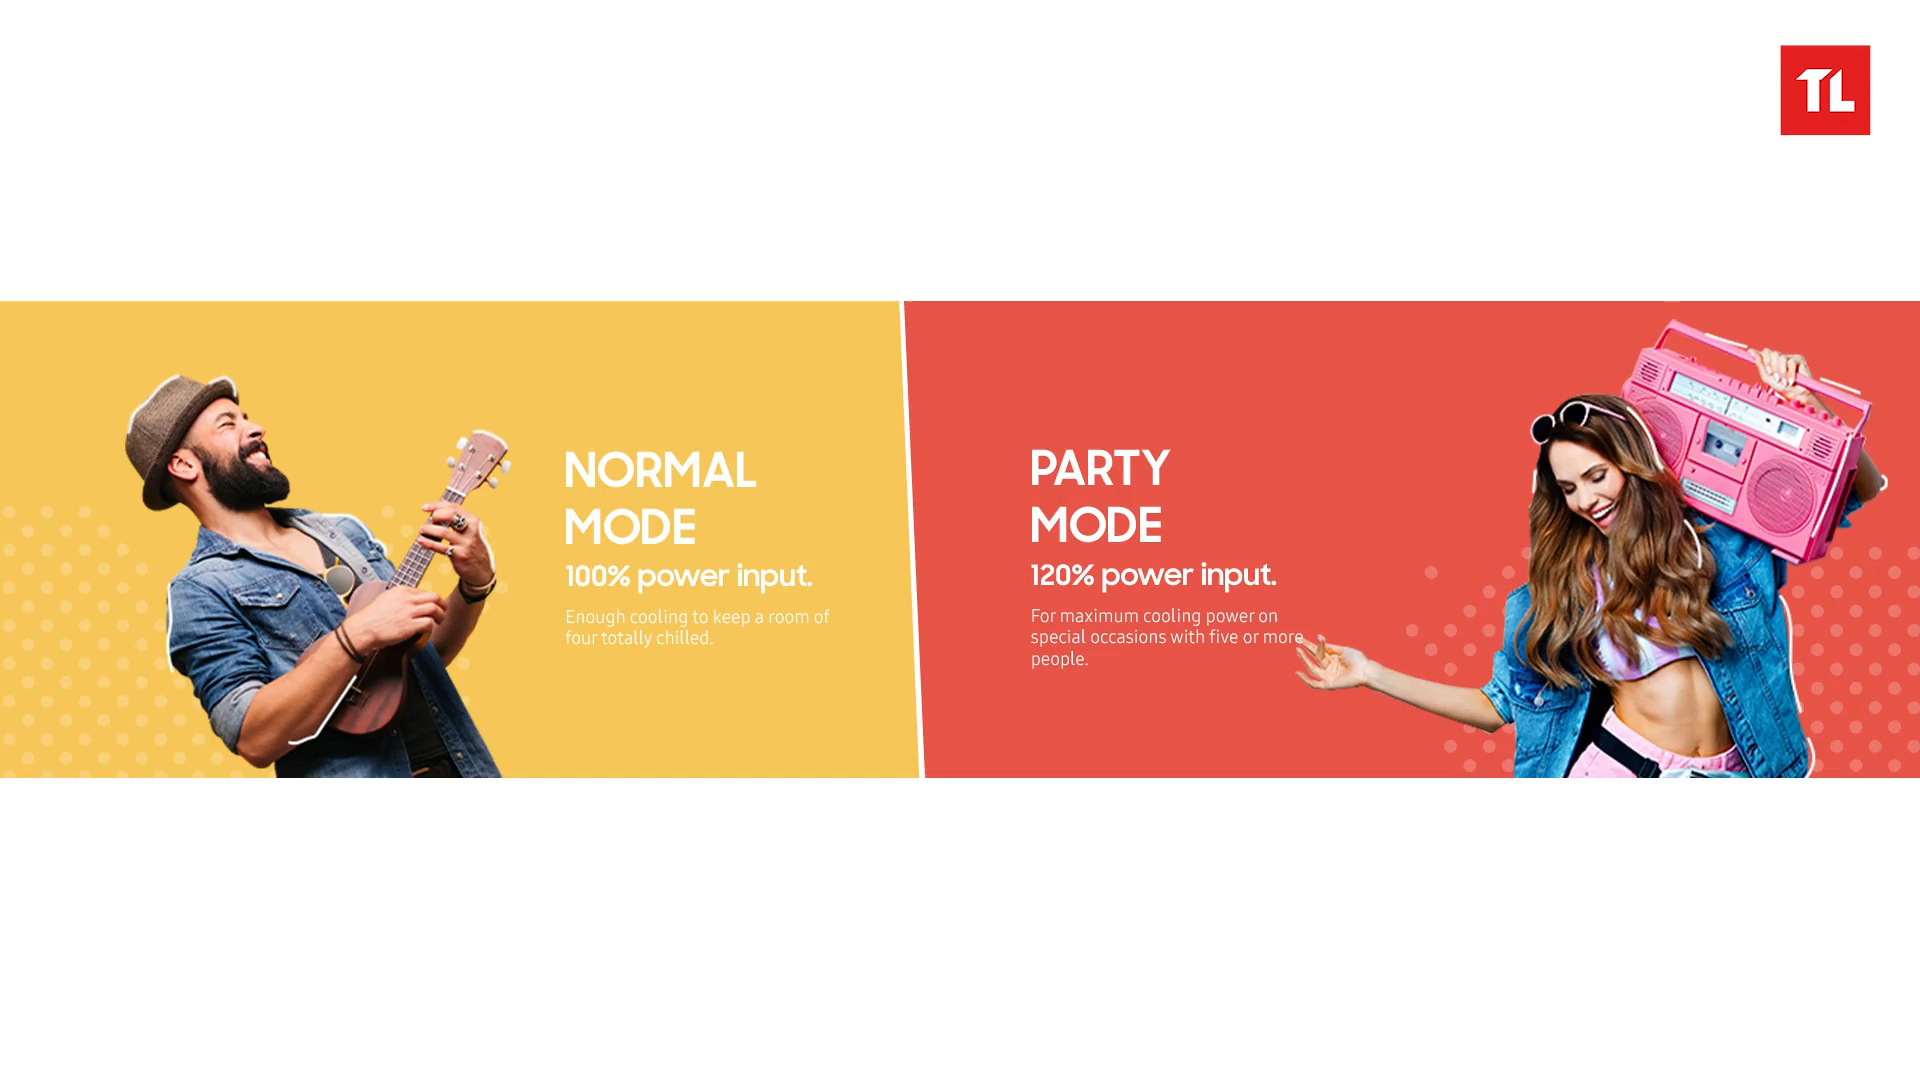 TL
NORMAL
MODE
100% power input.
Enough cooling to keep a room of
four totally chilled.
PARTY
MODE
120% power input.
For maximum cooling power on
special occasions with five or more
people.